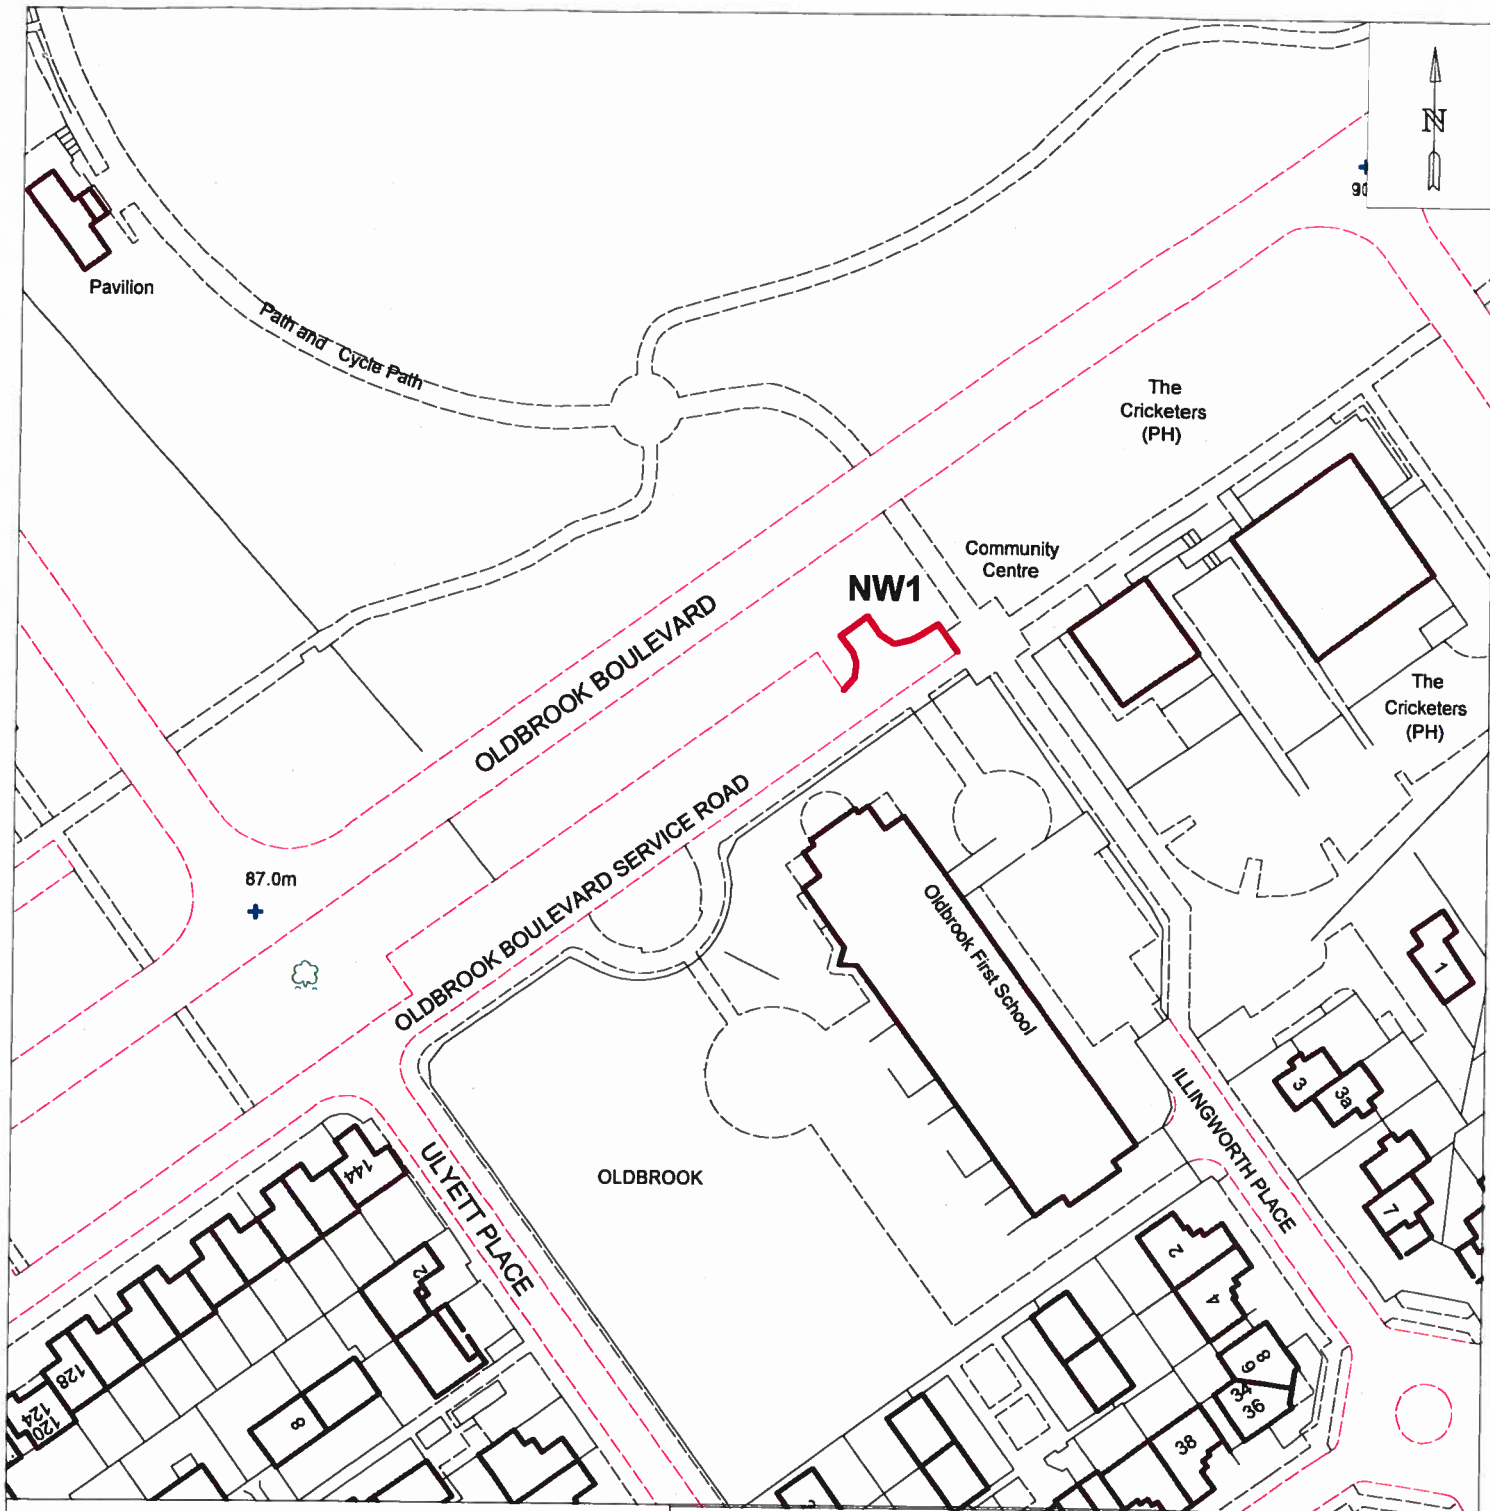 N
90
Pavilion
Path and Cycle Path
The
Cricketers
(PH)
Community
Centre
NW1
OLDBROOK BOULEVARD
The
Cricketers
(PH)
OLDBROOK BOULEVARD SERVICE ROAD
87.0m
Oldbrook First School
1
3
3a
ILLINGWORTH PLACE
7
144
ULYETT PLACE
OLDBROOK
2
2
4
128
124
120
8
6
8
34
36
38